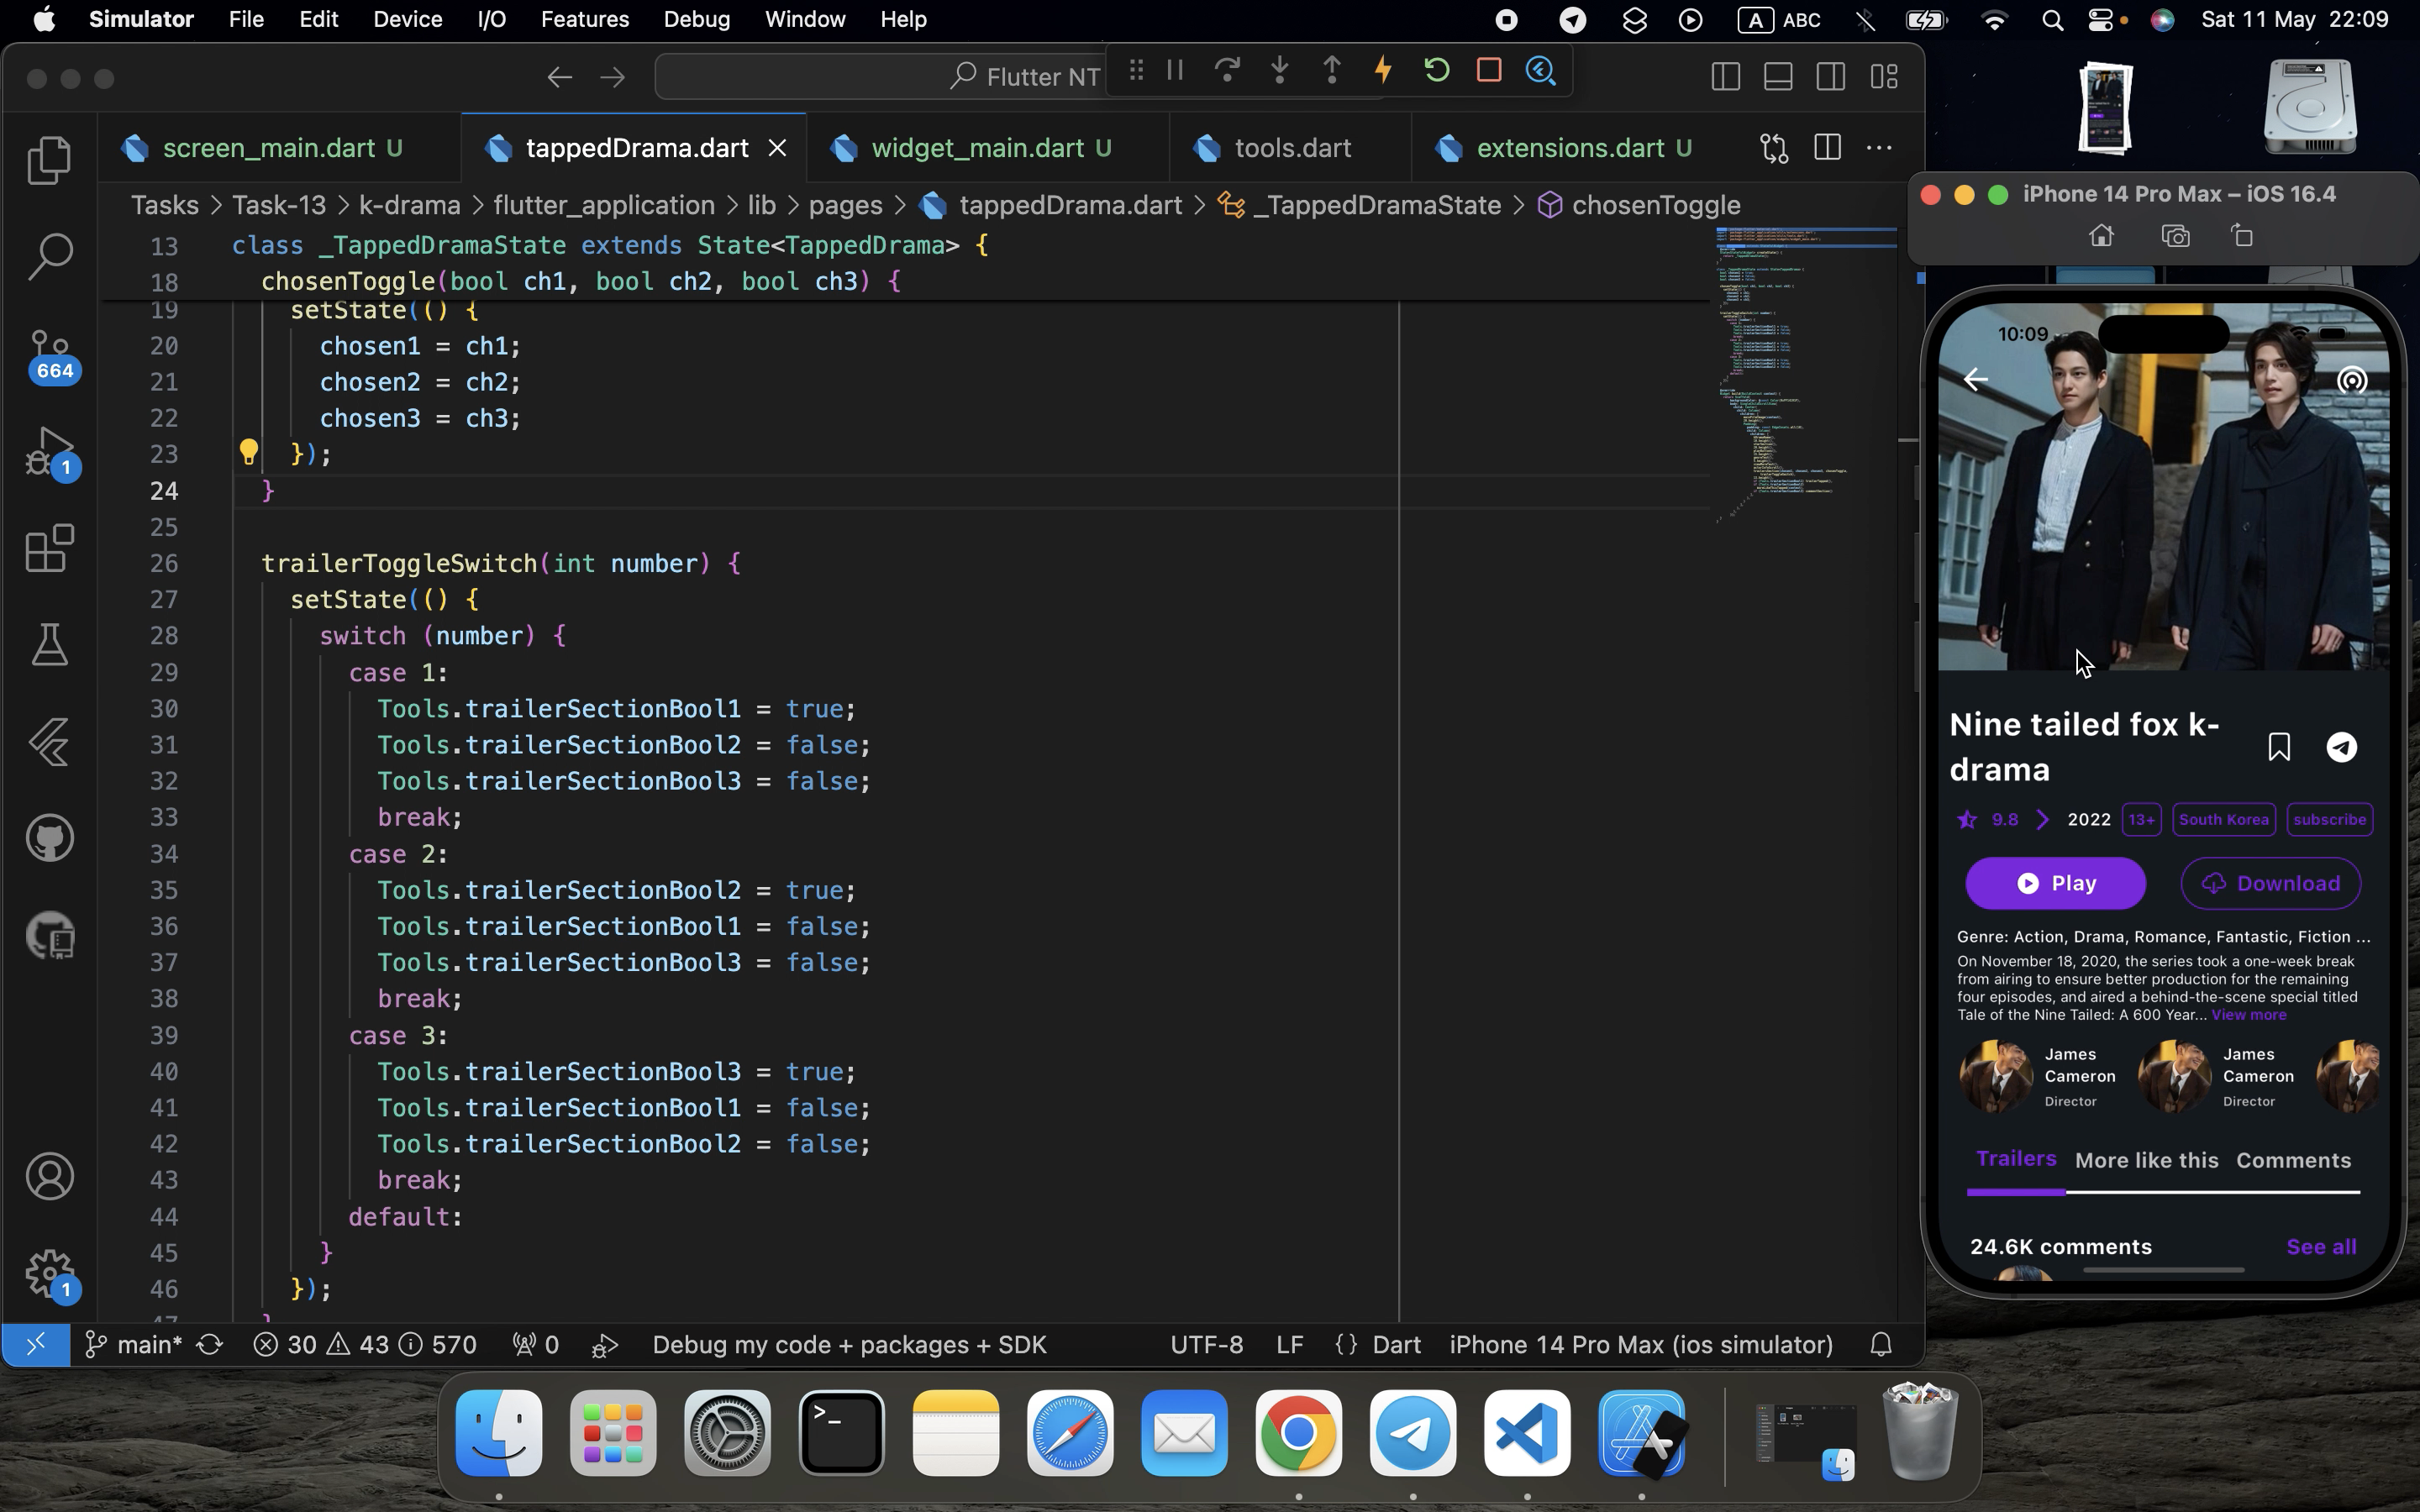 Simulator File Edit Device I/O Features Debug Window Help A ABC Sat 11 May 22:09
Flutter NT
screen_main.dart U tappedDrama.dart widget_main.dart U tools.dart extensions.dart U
Tasks > Task-13 > k-drama > flutter_application > lib > pages > tappedDrama.dart > _TappedDramaState > chosenToggle
13 class _TappedDramaState extends State<TappedDrama> {
18 chosenToggle(bool ch1, bool ch2, bool ch3) {
19 setState(() {
20 chosen1 = ch1;
21 chosen2 = ch2;
22 chosen3 = ch3;
23 });
24 }
25
26 trailerToggleSwitch(int number) {
27 setState(() {
28 switch (number) {
29 case 1:
30 Tools.trailerSectionBool1 = true;
31 Tools.trailerSectionBool2 = false;
32 Tools.trailerSectionBool3 = false;
33 break;
34 case 2:
35 Tools.trailerSectionBool2 = true;
36 Tools.trailerSectionBool1 = false;
37 Tools.trailerSectionBool3 = false;
38 break;
39 case 3:
40 Tools.trailerSectionBool3 = true;
41 Tools.trailerSectionBool1 = false;
42 Tools.trailerSectionBool2 = false;
43 break;
44 default:
45 }
46 });
47 }
664
1
1
main* 30 43 570 0 Debug my code + packages + SDK UTF-8 LF {} Dart iPhone 14 Pro Max (ios simulator)
iPhone 14 Pro Max – iOS 16.4
10:09
Nine tailed fox k-
drama
9.8 2022 13+ South Korea subscribe
Play Download
Genre: Action, Drama, Romance, Fantastic, Fiction ...
On November 18, 2020, the series took a one-week break
from airing to ensure better production for the remaining
four episodes, and aired a behind-the-scene special titled
Tale of the Nine Tailed: A 600 Year... View more
James
Cameron
Director
James
Cameron
Director
Trailers More like this Comments
24.6K comments See all